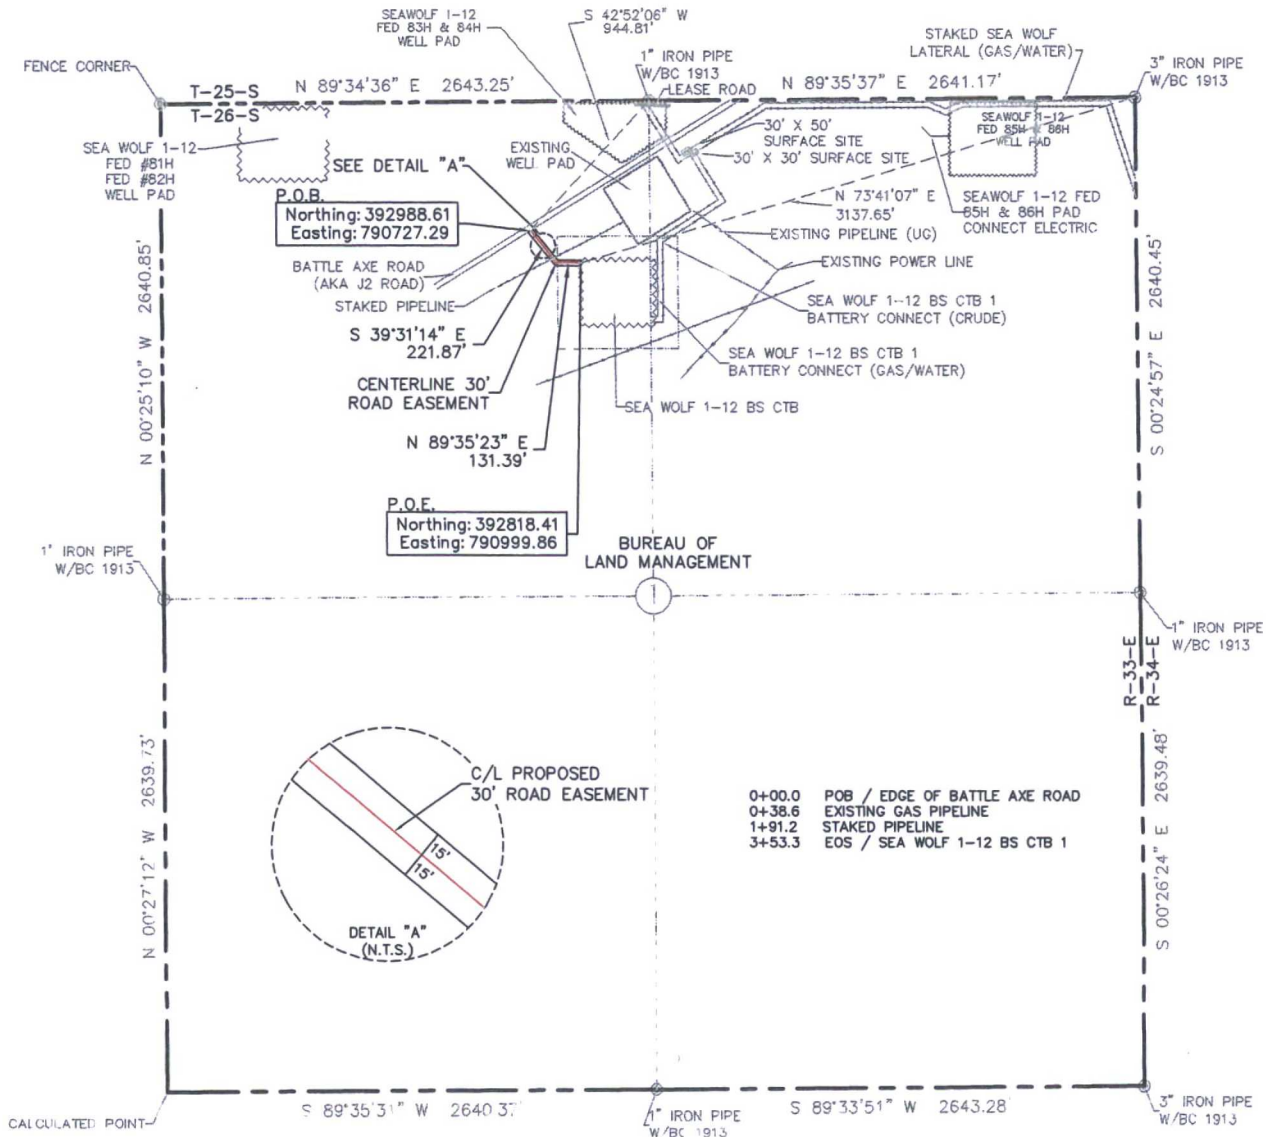 SEAWOLF 1-12
FED 83H & 84H
WELL PAD
S 42°52'06" W
944.81'
STAKED SEA WOLF
LATERAL (GAS/WATER)
1" IRON PIPE
W/BC 1913
3" IRON PIPE
W/BC 1913
FENCE CORNER
T-25-S
T-26-S
N 89°34'36" E 2643.25'
LEASE ROAD
N 89°35'37" E 2641.17'
SEA WOLF 1-12
FED #81H
FED #82H
WELL PAD
SEE DETAIL "A"
EXISTING
WELL PAD
30' X 50'
SURFACE SITE
30' X 30' SURFACE SITE
SEAWOLF 1-12
FED 85H & 86H
WELL PAD
P.O.B.
Northing: 392988.61
Easting: 790727.29
N 73°41'07" E
3137.65'
SEAWOLF 1-12 FED
85H & 86H PAD
CONNECT ELECTRIC
EXISTING PIPELINE (UG)
EXISTING POWER LINE
BATTLE AXE ROAD
(AKA J2 ROAD)
STAKED PIPELINE
SEA WOLF 1-12 BS CTB 1
BATTERY CONNECT (CRUDE)
S 39°31'14" E
221.87'
SEA WOLF 1-12 BS CTB 1
BATTERY CONNECT (GAS/WATER)
CENTERLINE 30'
ROAD EASEMENT
SEA WOLF 1-12 BS CTB
N 89°35'23" E
131.39'
N 00°25'10" W 2640.85'
S 00°24'57" E 2640.45'
P.O.E.
Northing: 392818.41
Easting: 790999.86
BUREAU OF
LAND MANAGEMENT
1
1" IRON PIPE
W/BC 1913
1" IRON PIPE
W/BC 1913
R-33-E
R-34-E
N 00°27'12" W 2639.73'
S 00°26'24" E 2639.48'
C/L PROPOSED
30' ROAD EASEMENT
15'
15'
DETAIL "A"
(N.T.S.)
0+00.0 POB / EDGE OF BATTLE AXE ROAD
0+38.6 EXISTING GAS PIPELINE
1+91.2 STAKED PIPELINE
3+53.3 EOS / SEA WOLF 1-12 BS CTB 1
CALCULATED POINT
S 89°35'31" W 2640.37'
1" IRON PIPE
W/BC 1913
S 89°33'51" W 2643.28'
3" IRON PIPE
W/BC 1913